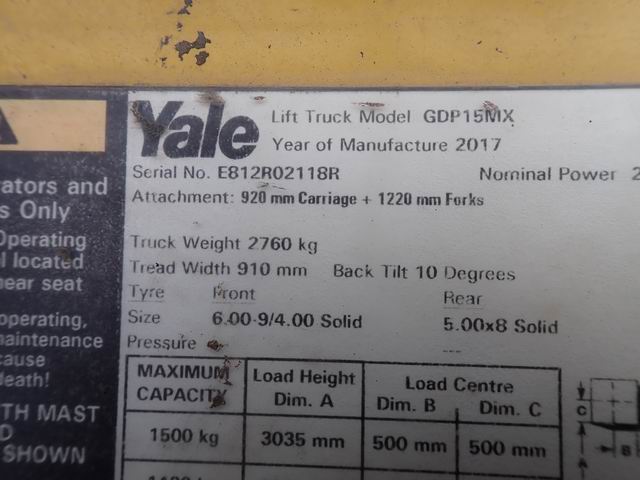 Yale
Lift Truck Model GDP15MX
Year of Manufacture 2017
Serial No. E812R02118R Nominal Power 2
Attachment: 920 mm Carriage + 1220 mm Forks
Truck Weight 2760 kg
Tread Width 910 mm Back Tilt 10 Degrees
Tyre Front Rear
Size 6.00-9/4.00 Solid 5.00x8 Solid
Pressure ---
MAXIMUM CAPACITY Load Height Dim. A Load Centre Dim. B Dim. C
1500 kg 3035 mm 500 mm 500 mm
C
B
ators and
s Only
Operating
l located
near seat
operating,
maintenance
cause
death!
TH MAST
D
SHOWN